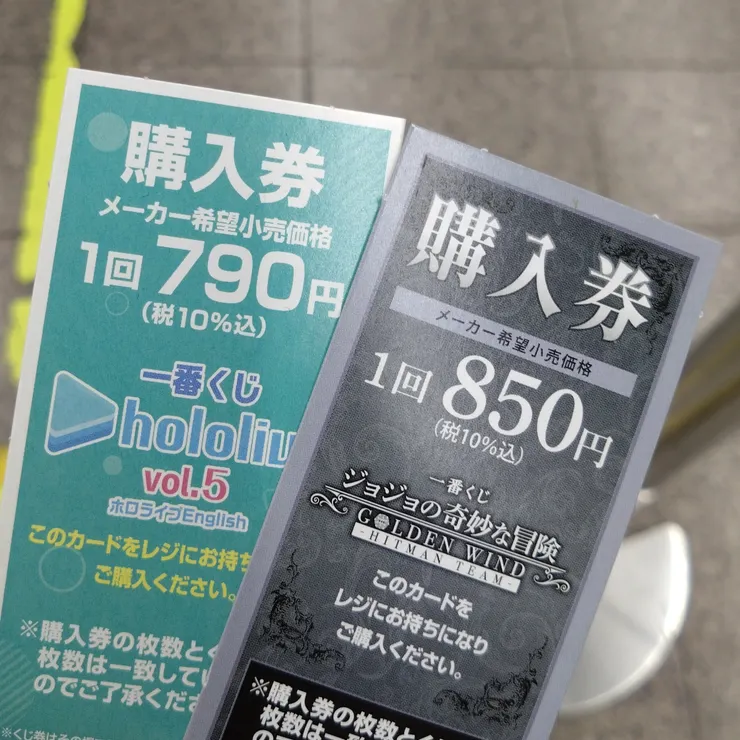 購入券
メーカー希望小売価格
1回 790円
(税10%込)
一番くじ
hololiv
vol.5
ホロライブEnglish
このカードをレジにお持ち
ご購入ください。
※購入券の枚数とく
枚数は一致してい
のでご了承くださ
購入券
メーカー希望小売価格
1回 850円
(税10%込)
一番くじ
ジョジョの奇妙な冒険
GOLDEN WIND
-HITMAN TEAM-
このカードを
レジにお持ちになり
ご購入ください。
※購入券の枚数と
枚数は一致